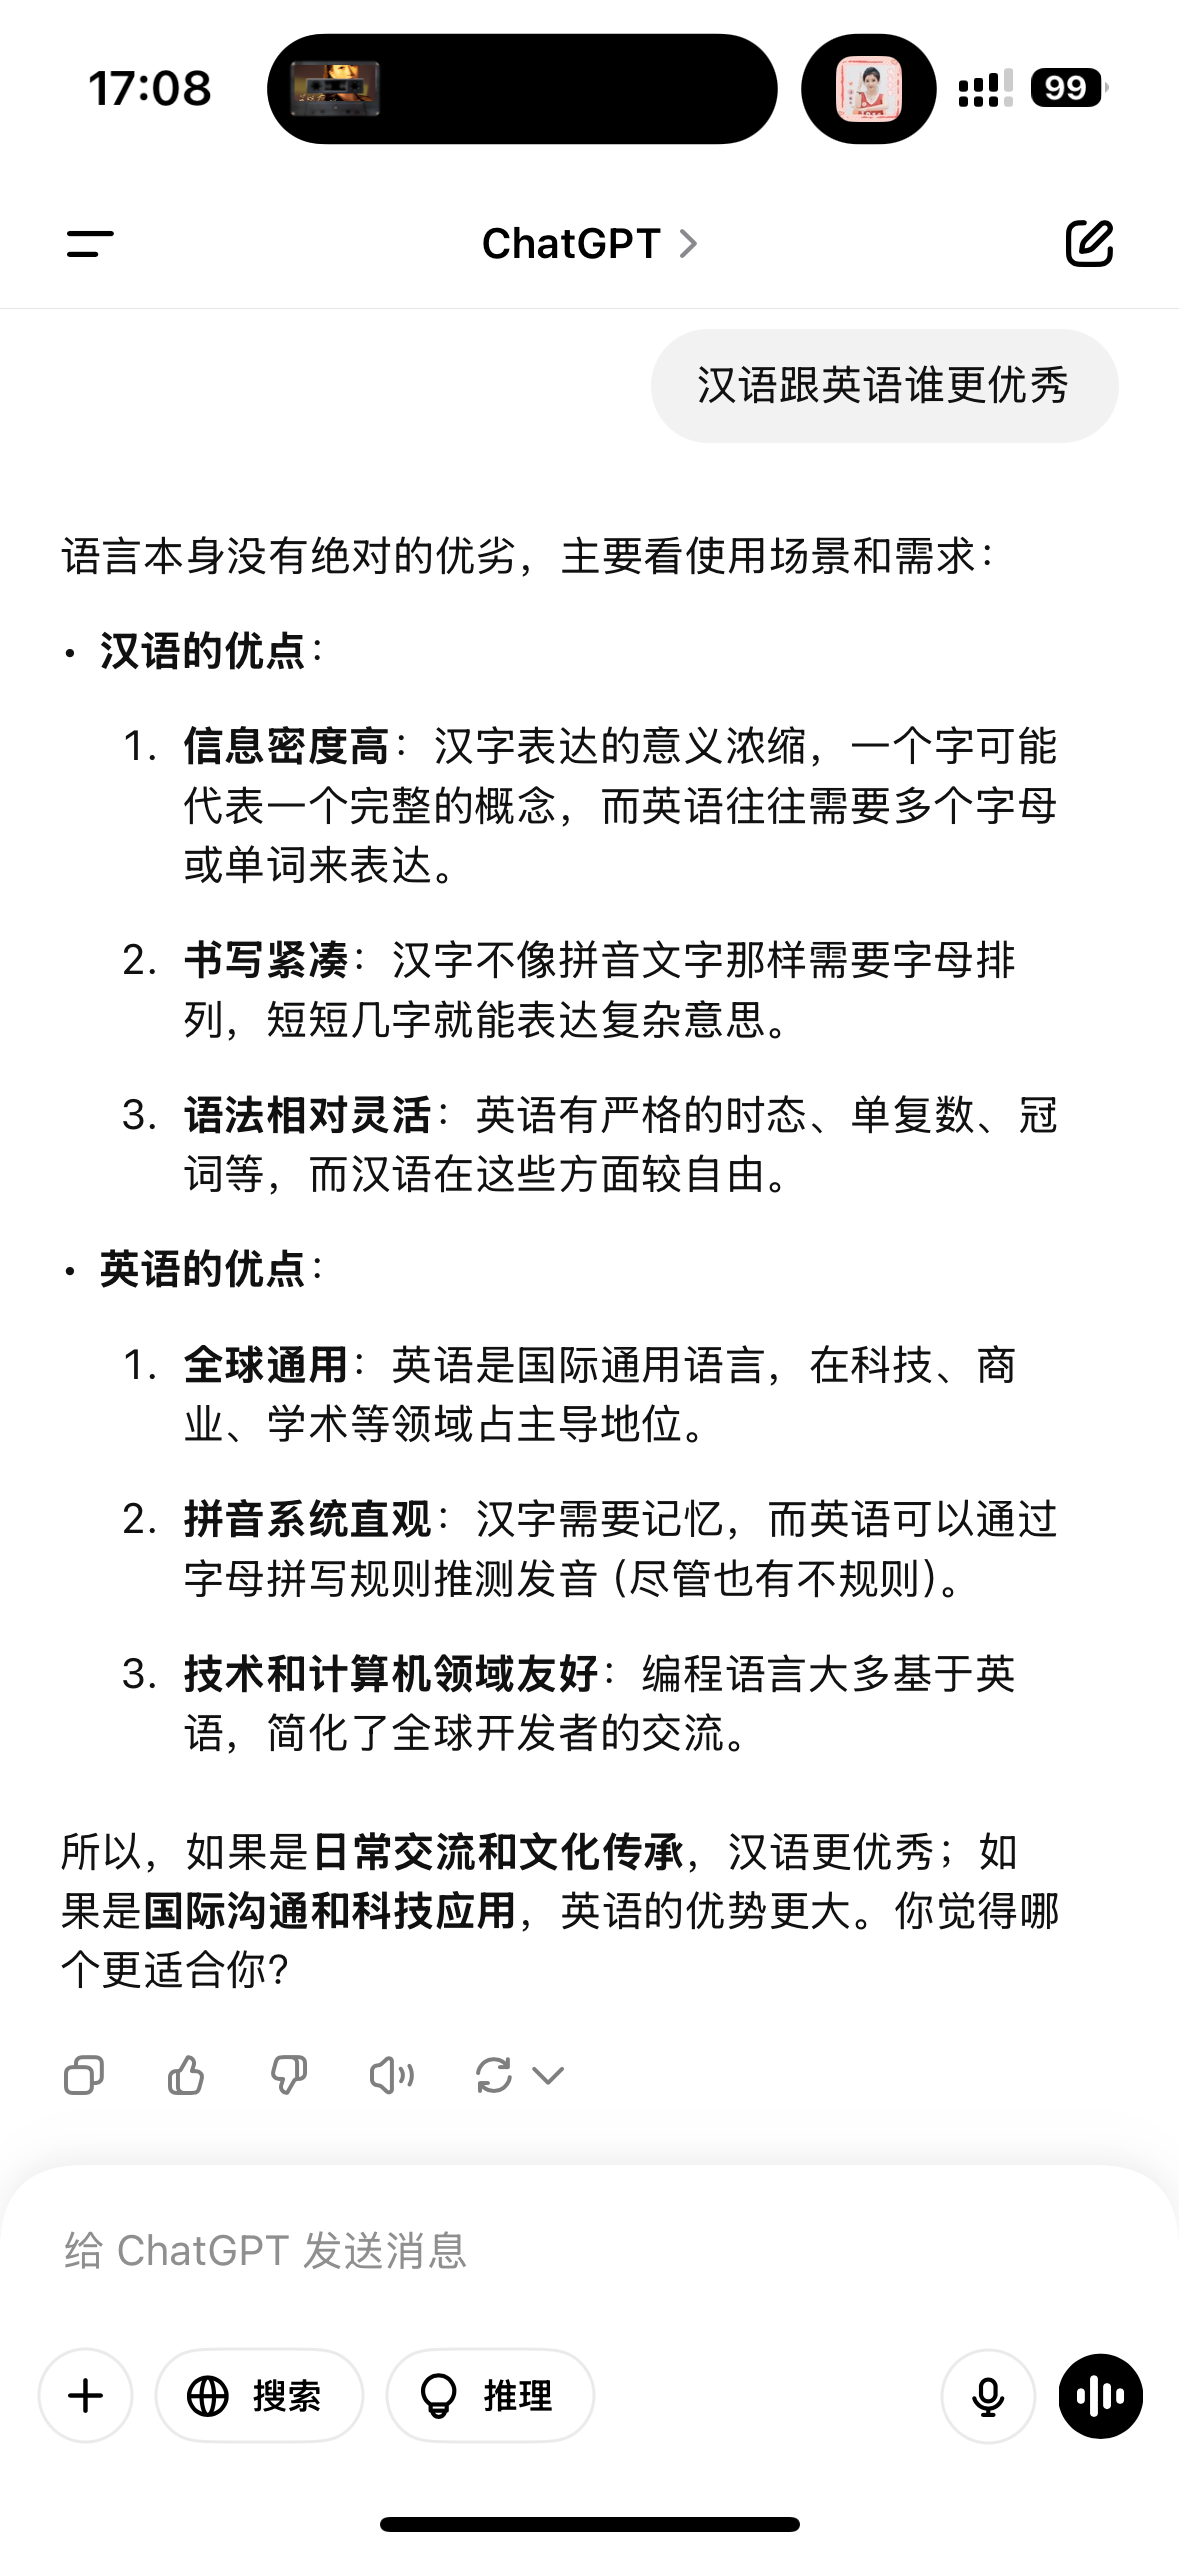 17:08
99
ChatGPT
汉语跟英语谁更优秀
语言本身没有绝对的优劣，主要看使用场景和需求：
• 汉语的优点：
1. 信息密度高：汉字表达的意义浓缩，一个字可能
代表一个完整的概念，而英语往往需要多个字母
或单词来表达。
2. 书写紧凑：汉字不像拼音文字那样需要字母排
列，短短几字就能表达复杂意思。
3. 语法相对灵活：英语有严格的时态、单复数、冠
词等，而汉语在这些方面较自由。
• 英语的优点：
1. 全球通用：英语是国际通用语言，在科技、商
业、学术等领域占主导地位。
2. 拼音系统直观：汉字需要记忆，而英语可以通过
字母拼写规则推测发音（尽管也有不规则）。
3. 技术和计算机领域友好：编程语言大多基于英
语，简化了全球开发者的交流。
所以，如果是日常交流和文化传承，汉语更优秀；如
果是国际沟通和科技应用，英语的优势更大。你觉得哪
个更适合你？
给 ChatGPT 发送消息
搜索
推理